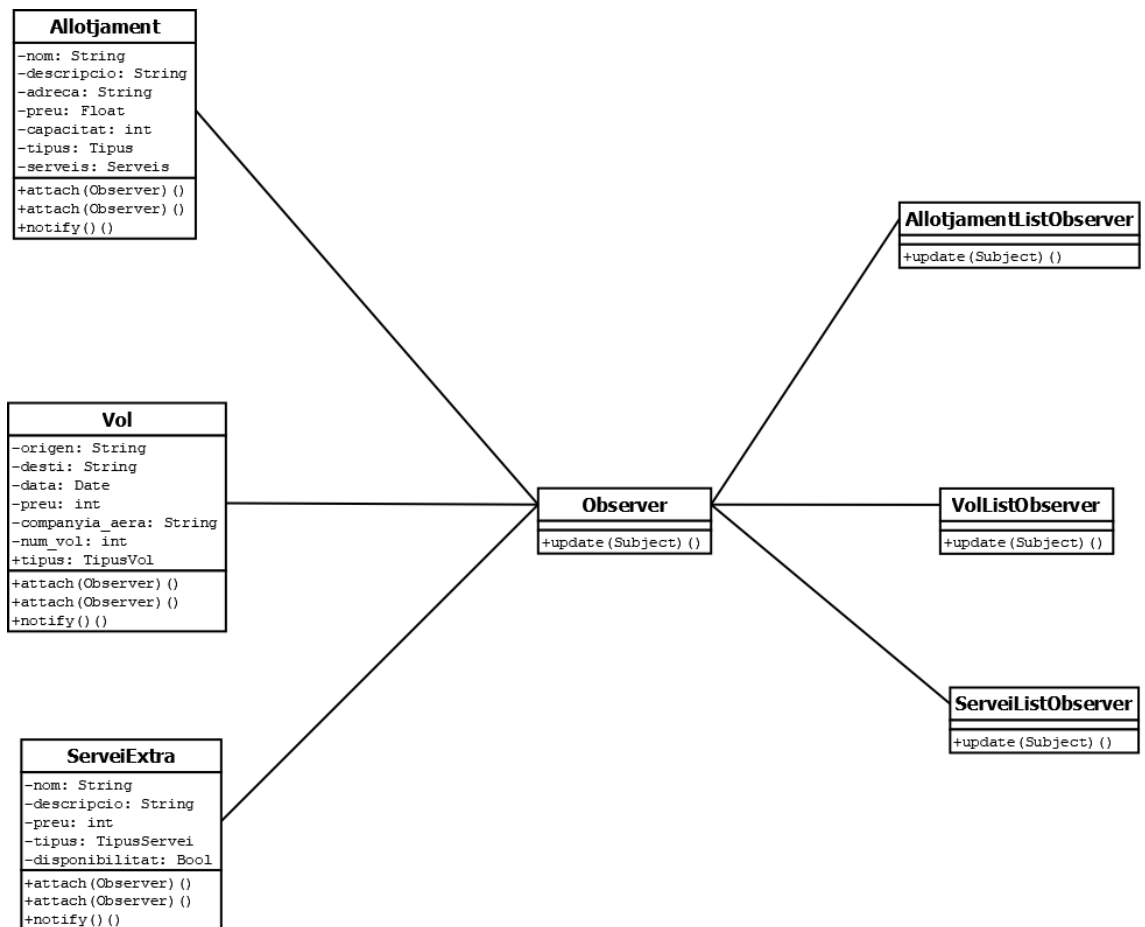 Allotjament
-nom: String
-descripcio: String
-adreca: String
-preu: Float
-capacitat: int
-tipus: Tipus
-serveis: Serveis
+attach(Observer)()
+attach(Observer)()
+notify()()
AllotjamentListObserver
+update(Subject)()
Vol
-origen: String
-desti: String
-data: Date
-preu: int
-companyia_aera: String
-num_vol: int
+tipus: TipusVol
+attach(Observer)()
+attach(Observer)()
+notify()()
Observer
+update(Subject)()
VolListObserver
+update(Subject)()
ServeiListObserver
+update(Subject)()
ServeiExtra
-nom: String
-descripcio: String
-preu: int
-tipus: TipusServei
-disponibilitat: Bool
+attach(Observer)()
+attach(Observer)()
+notify()()